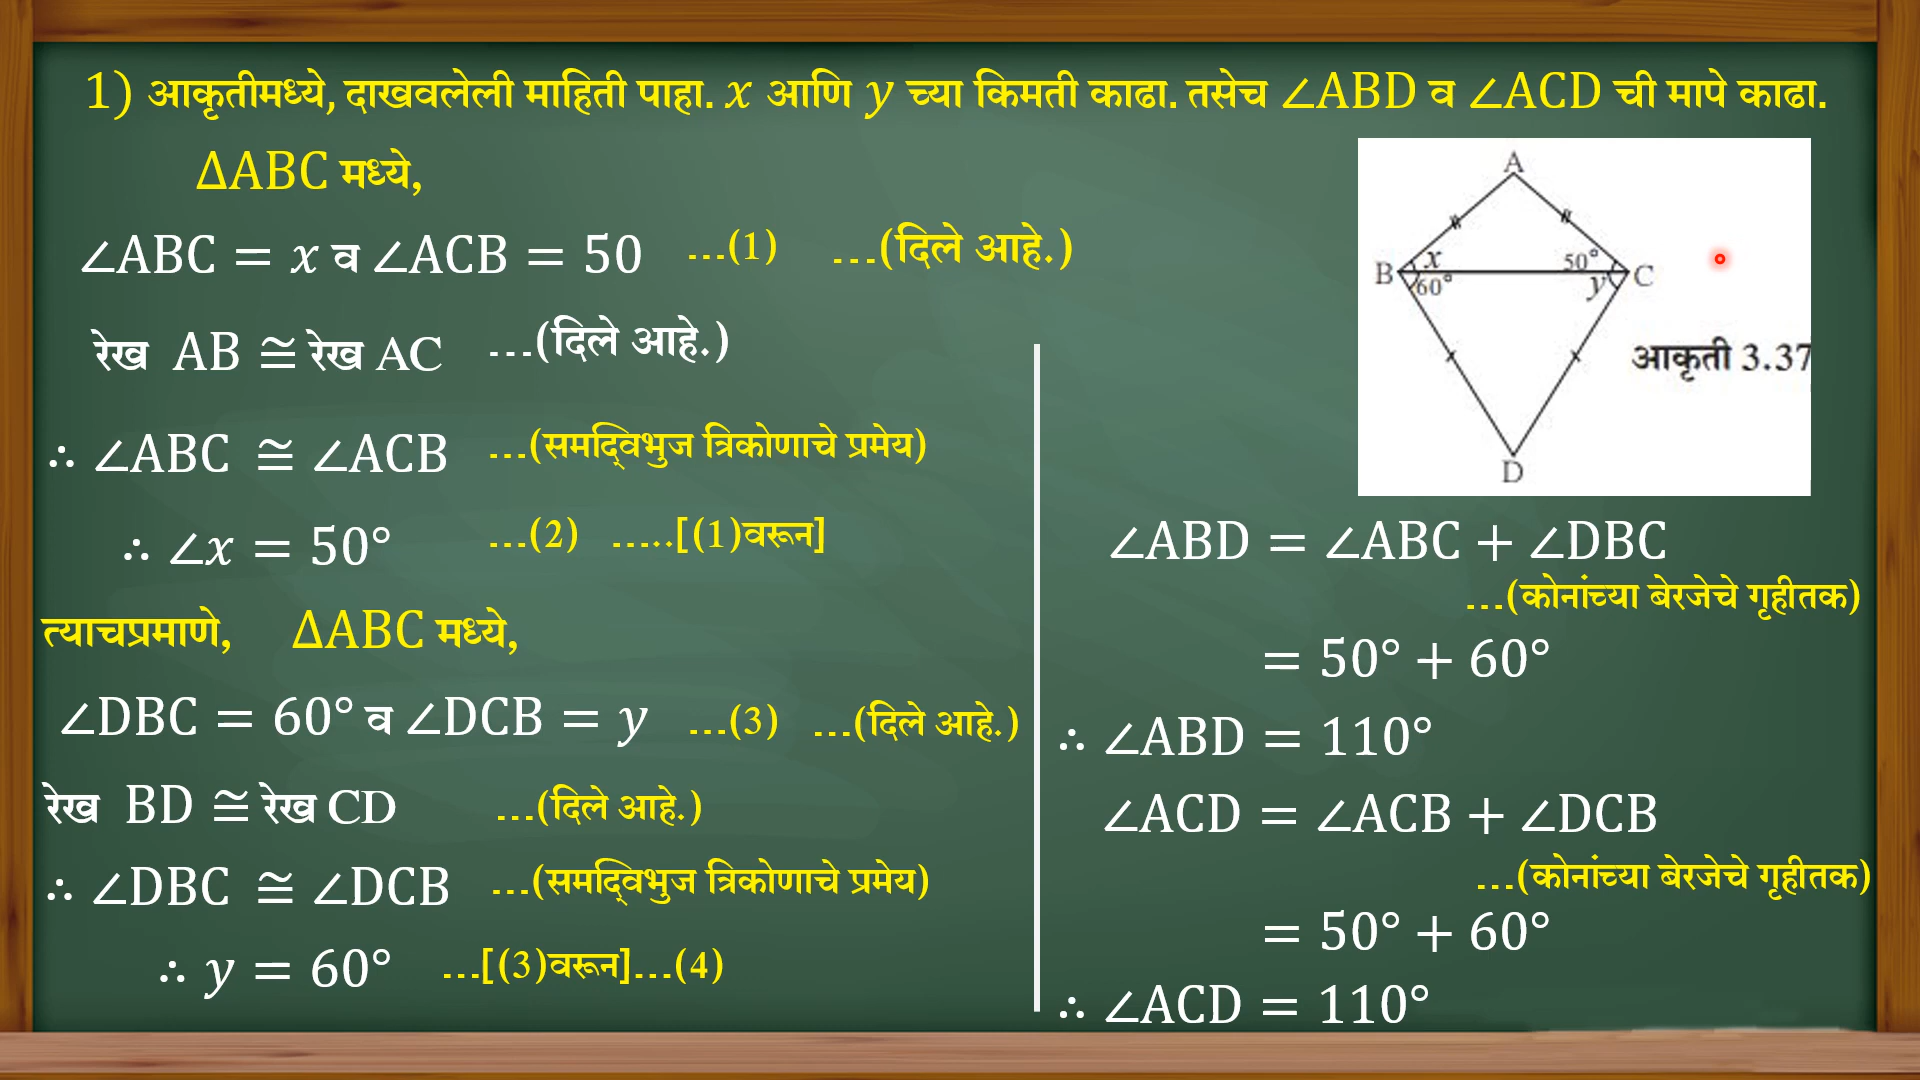 1) आकृतीमध्ये, दाखवलेली माहिती पाहा. x आणि y च्या किमती काढा. तसेच ∠ABD व ∠ACD ची मापे काढा.
ΔABC मध्ये,
∠ABC = x व ∠ACB = 50 ...(1) ...(दिले आहे.)
रेख AB ≅ रेख AC ...(दिले आहे.)
∴ ∠ABC ≅ ∠ACB ...(समद्विभुज त्रिकोणाचे प्रमेय)
∴ ∠x = 50° ...(2) .....[(1)वरून]
त्याचप्रमाणे, ΔABC मध्ये,
∠DBC = 60° व ∠DCB = y ...(3) ...(दिले आहे.)
रेख BD ≅ रेख CD ...(दिले आहे.)
∴ ∠DBC ≅ ∠DCB ...(समद्विभुज त्रिकोणाचे प्रमेय)
∴ y = 60° ...[(3)वरून]...(4)
A
B x 50° C
60° y
आकृती 3.37
D
∠ABD = ∠ABC + ∠DBC
...(कोनांच्या बेरजेचे गृहीतक)
= 50° + 60°
∴ ∠ABD = 110°
∠ACD = ∠ACB + ∠DCB
...(कोनांच्या बेरजेचे गृहीतक)
= 50° + 60°
∴ ∠ACD = 110°